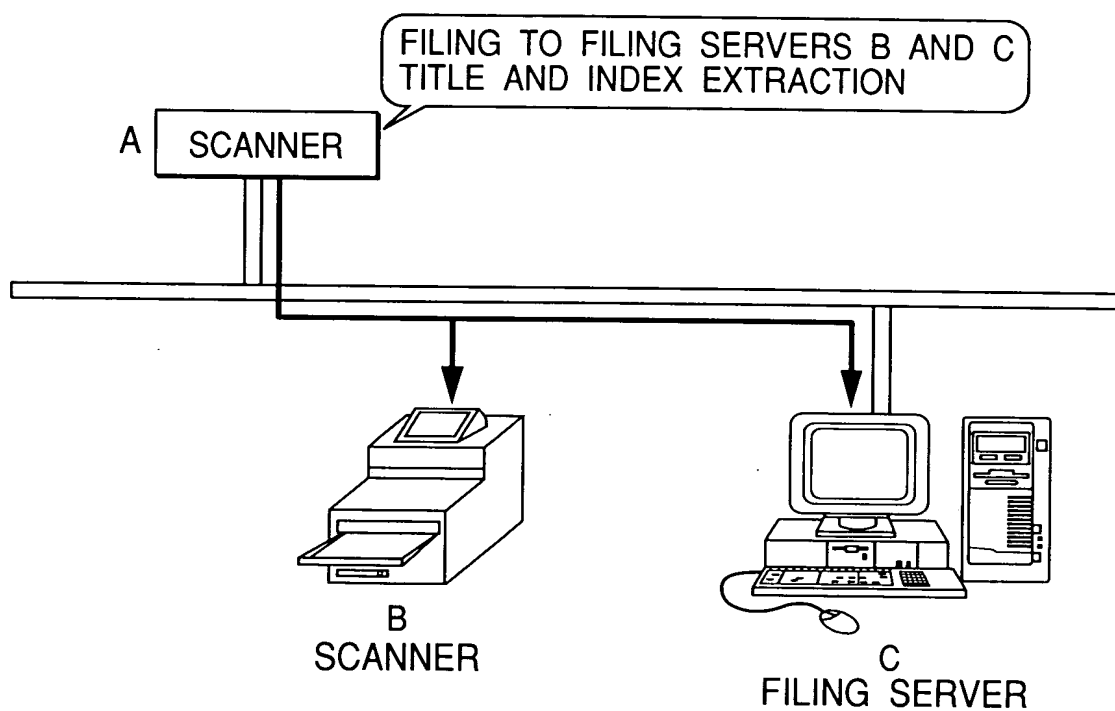 FILING TO FILING SERVERS B AND C
TITLE AND INDEX EXTRACTION
A
SCANNER
B
SCANNER
C
FILING SERVER